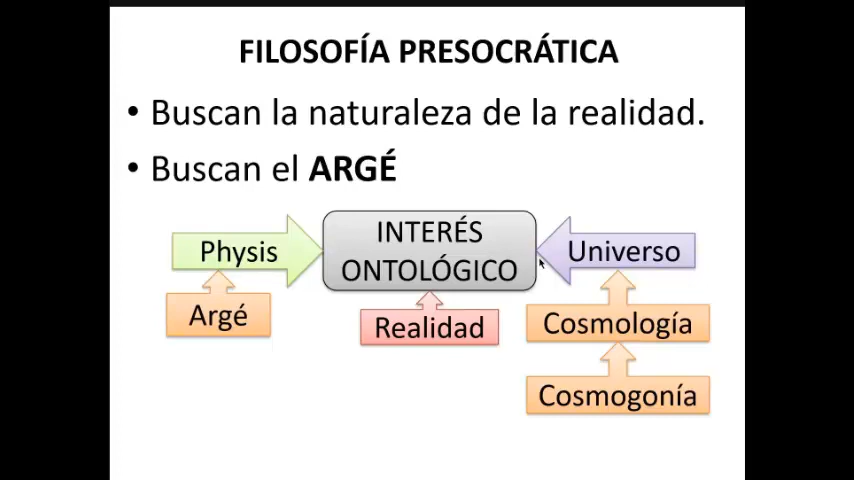 FILOSOFÍA PRESOCRÁTICA
• Buscan la naturaleza de la realidad.
• Buscan el ARGÉ
Physis
INTERÉS
ONTOLÓGICO
Universo
Argé
Realidad
Cosmología
Cosmogonía